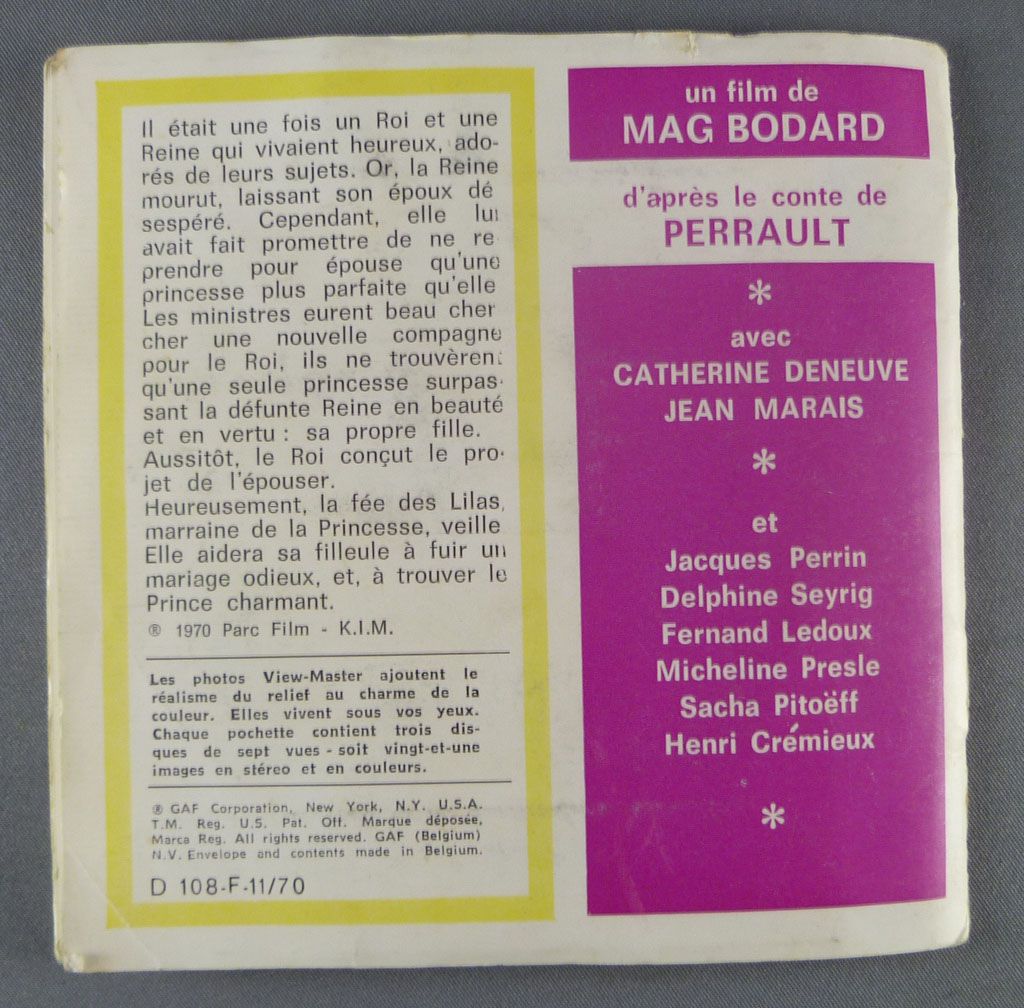 Il était une fois un Roi et une
Reine qui vivaient heureux, ado-
rés de leurs sujets. Or, la Reine
mourut, laissant son époux dé
sespéré. Cependant, elle lui
avait fait promettre de ne re-
prendre pour épouse qu'une
princesse plus parfaite qu'elle
Les ministres eurent beau cher
cher une nouvelle compagne
pour le Roi, ils ne trouvèrent
qu'une seule princesse surpas-
sant la défunte Reine en beauté
et en vertu : sa propre fille.
Aussitôt, le Roi conçut le pro-
jet de l'épouser.
Heureusement, la fée des Lilas,
marraine de la Princesse, veille
Elle aidera sa filleule à fuir un
mariage odieux, et, à trouver le
Prince charmant.
® 1970 Parc Film - K.I.M.
Les photos View-Master ajoutent le
réalisme du relief au charme de la
couleur. Elles vivent sous vos yeux.
Chaque pochette contient trois dis-
ques de sept vues - soit vingt-et-une
images en stéreo et en couleurs.
® GAF Corporation, New York, N.Y. U.S.A.
T.M. Reg. U.S. Pat. Off. Marque déposée,
Marca Reg. All rights reserved. GAF (Belgium)
N.V. Envelope and contents made in Belgium.
D 108-F-11/70
un film de
MAG BODARD
d'après le conte de
PERRAULT
*
avec
CATHERINE DENEUVE
JEAN MARAIS
*
et
Jacques Perrin
Delphine Seyrig
Fernand Ledoux
Micheline Presle
Sacha Pitoëff
Henri Crémieux
*